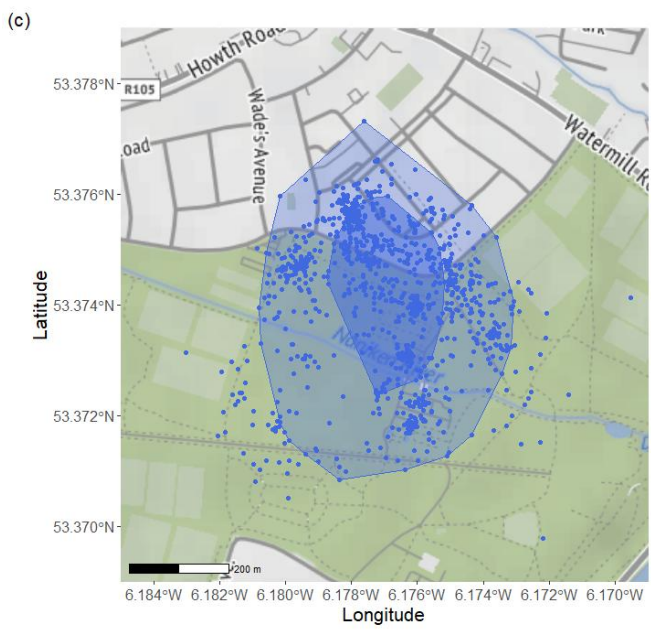 (c)
Howth Road
53.378°N
R105
Wade's-Avenue
oad
Watermill R
53.376°N
53.374°N
53.372°N
53.370°N
Latitude
200 m
6.184°W 6.182°W 6.180°W 6.178°W 6.176°W 6.174°W 6.172°W 6.170°W
Longitude